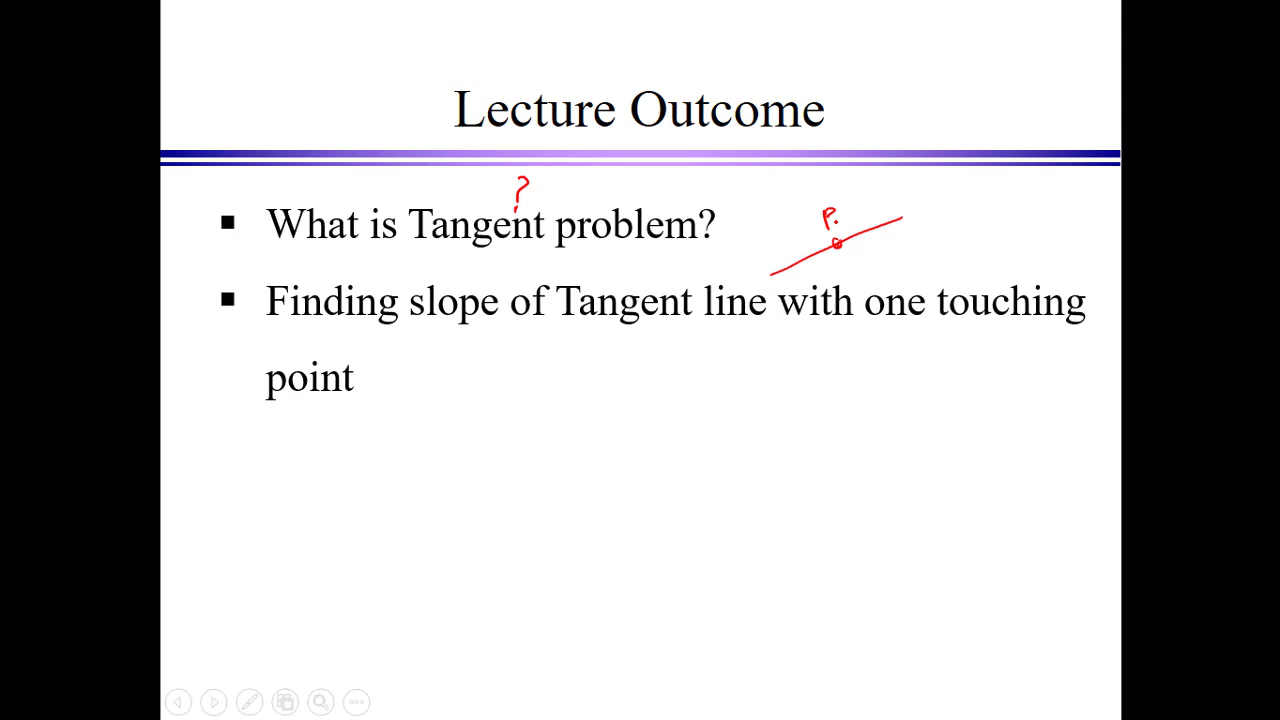 Lecture Outcome
?
▪ What is Tangent problem?
P.
▪ Finding slope of Tangent line with one touching
point